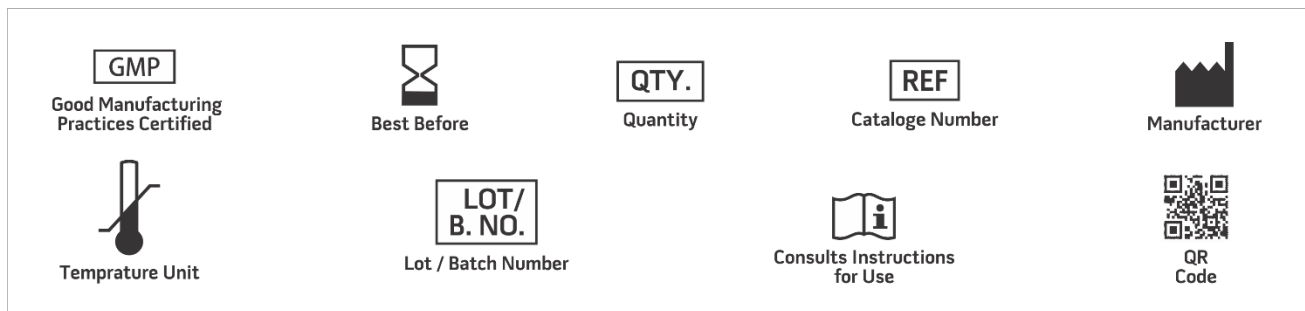 GMP
Good Manufacturing
Practices Certified
Best Before
QTY.
Quantity
REF
Cataloge Number
Manufacturer
Temprature Unit
LOT/
B. NO.
Lot / Batch Number
i
Consults Instructions
for Use
QR
Code